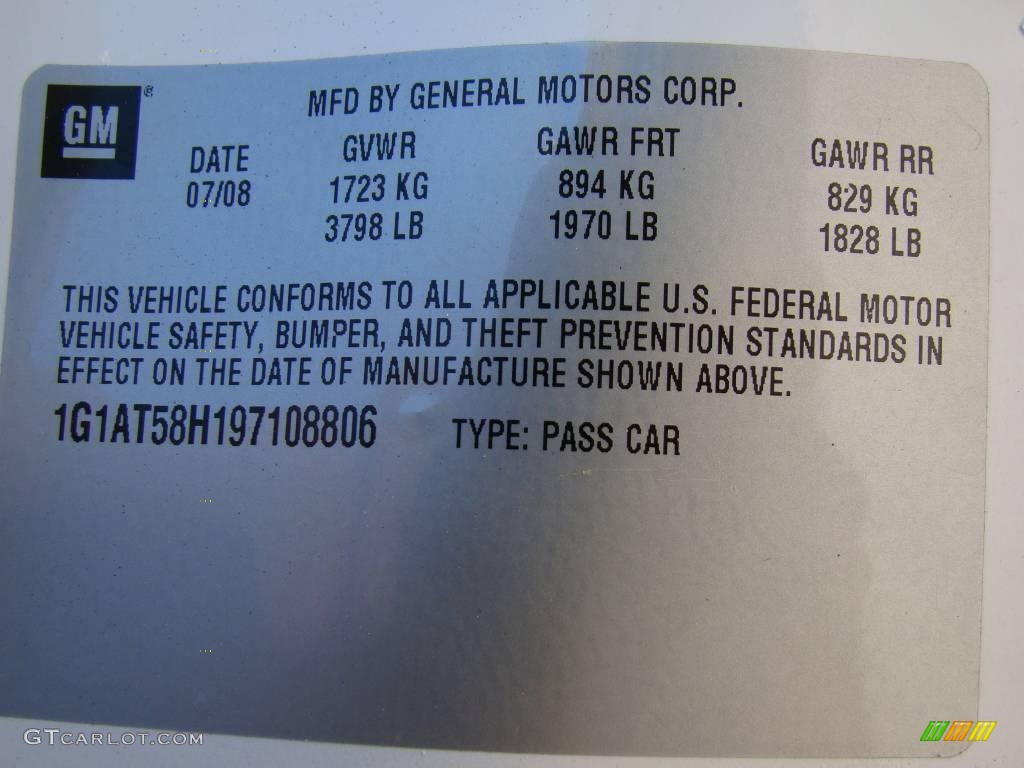 GM ®
MFD BY GENERAL MOTORS CORP.
DATE GVWR GAWR FRT GAWR RR
07/08 1723 KG 894 KG 829 KG
3798 LB 1970 LB 1828 LB
THIS VEHICLE CONFORMS TO ALL APPLICABLE U.S. FEDERAL MOTOR
VEHICLE SAFETY, BUMPER, AND THEFT PREVENTION STANDARDS IN
EFFECT ON THE DATE OF MANUFACTURE SHOWN ABOVE.
1G1AT58H197108806 TYPE: PASS CAR
GTCARLOT.COM